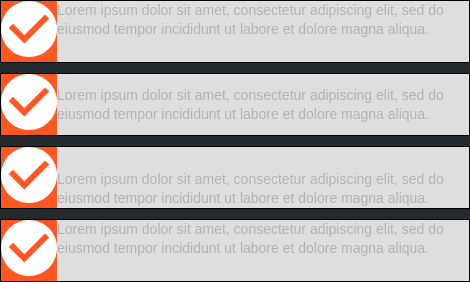 Lorem ipsum dolor sit amet, consectetur adipiscing elit, sed do
eiusmod tempor incididunt ut labore et dolore magna aliqua.
Lorem ipsum dolor sit amet, consectetur adipiscing elit, sed do
eiusmod tempor incididunt ut labore et dolore magna aliqua.
Lorem ipsum dolor sit amet, consectetur adipiscing elit, sed do
eiusmod tempor incididunt ut labore et dolore magna aliqua.
Lorem ipsum dolor sit amet, consectetur adipiscing elit, sed do
eiusmod tempor incididunt ut labore et dolore magna aliqua.